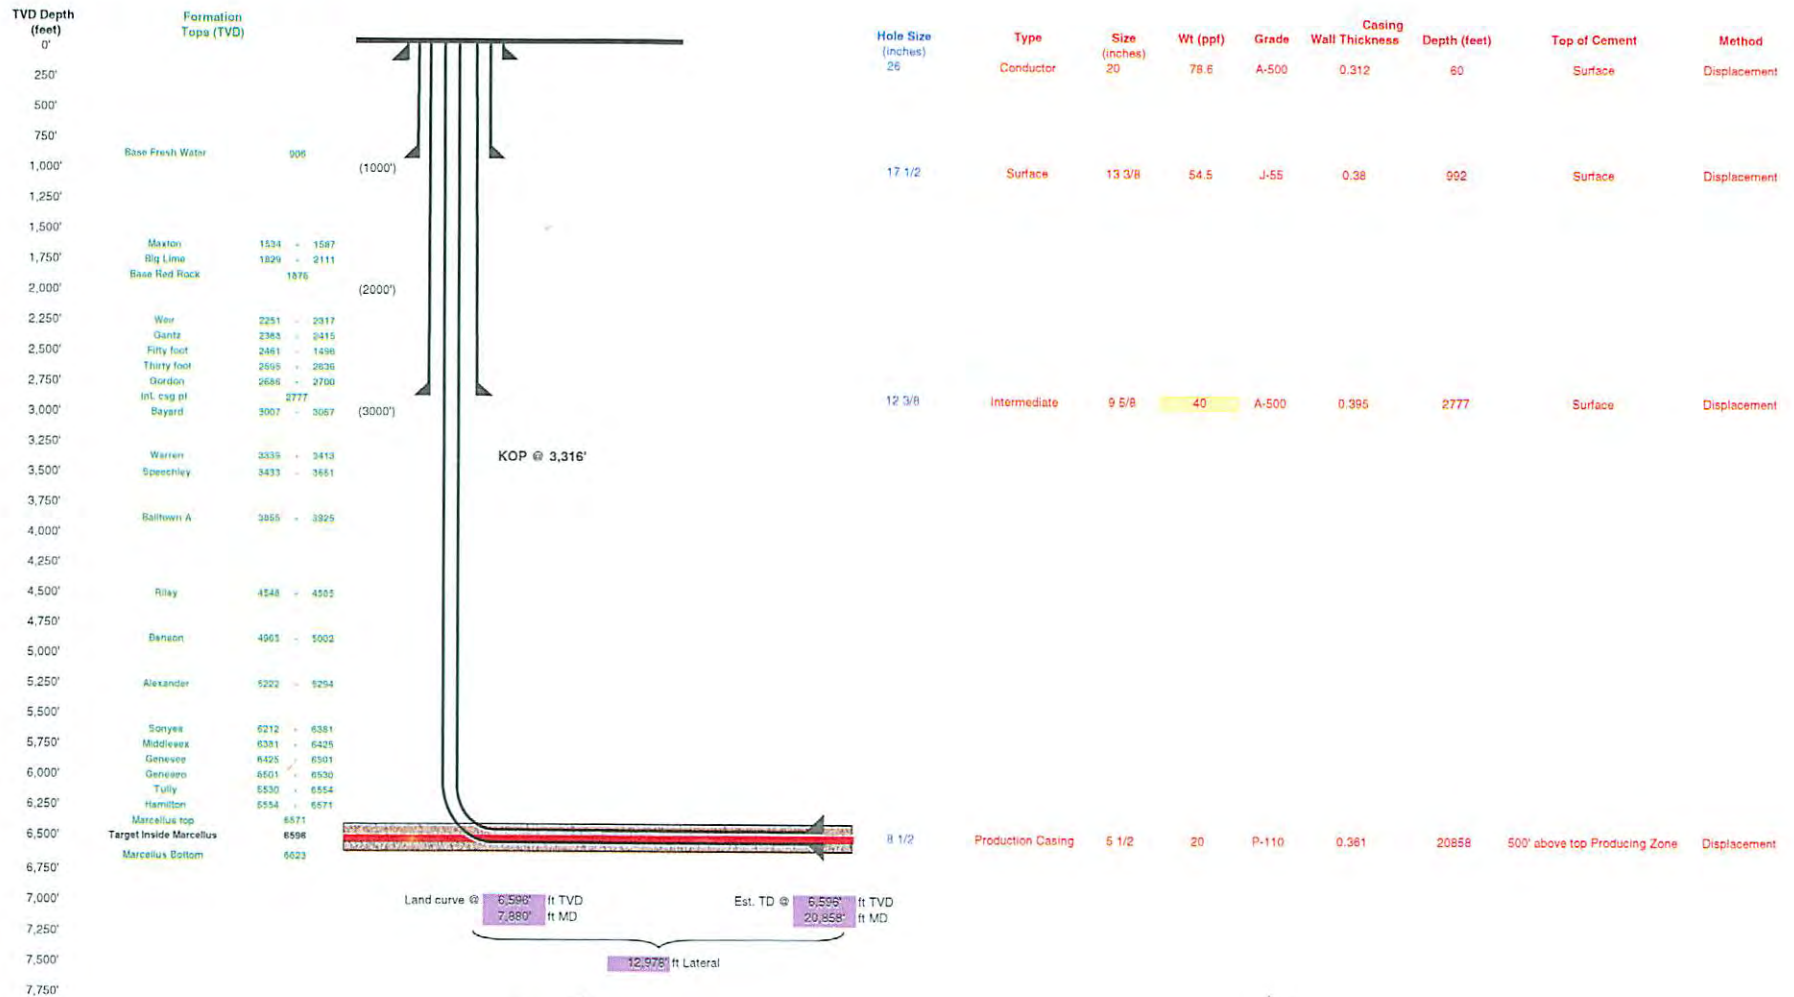 TVD Depth (feet)
Formation Tops (TVD)
0'
250'
500'
750'
Base Fresh Water 906
1,000'
1,250'
1,500'
Maxton 1534 - 1587
1,750'
Big Lime 1829 - 2111
Base Red Rock 1876
2,000'
2,250'
Weir 2251 - 2317
Gantz 2363 - 2415
2,500'
Fifty foot 2461 - 1496
Thirty foot 2595 - 2636
2,750'
Gordon 2686 - 2700
Int. csg pt 2777
3,000'
Bayard 3007 - 3067
3,250'
Warren 3339 - 3413
3,500'
Speechley 3433 - 3651
3,750'
Balltown A 3855 - 3925
4,000'
4,250'
4,500'
Riley 4548 - 4585
4,750'
Benson 4963 - 5002
5,000'
5,250'
Alexander 5222 - 5294
5,500'
Sonyea 6212 - 6381
5,750'
Middlesex 6381 - 6425
Genesee 6425 - 6501
6,000'
Geneseo 6501 - 6530
Tully 6530 - 6554
6,250'
Hamilton 6554 - 6571
Marcellus top 6571
6,500'
Target Inside Marcellus 6596
Marcellus Bottom 6623
6,750'
7,000'
7,250'
7,500'
7,750'
(1000')
(2000')
(3000')
KOP @ 3,316'
Land curve @ 6,596' ft TVD
7,880' ft MD
Est. TD @ 6,596' ft TVD
20,858' ft MD
12,978' ft Lateral
Casing
Hole Size (inches) Type Size (inches) Wt (ppf) Grade Wall Thickness Depth (feet) Top of Cement Method
26 Conductor 20 78.6 A-500 0.312 60 Surface Displacement
17 1/2 Surface 13 3/8 54.5 J-55 0.38 992 Surface Displacement
12 3/8 Intermediate 9 5/8 40 A-500 0.395 2777 Surface Displacement
8 1/2 Production Casing 5 1/2 20 P-110 0.361 20858 500' above top Producing Zone Displacement